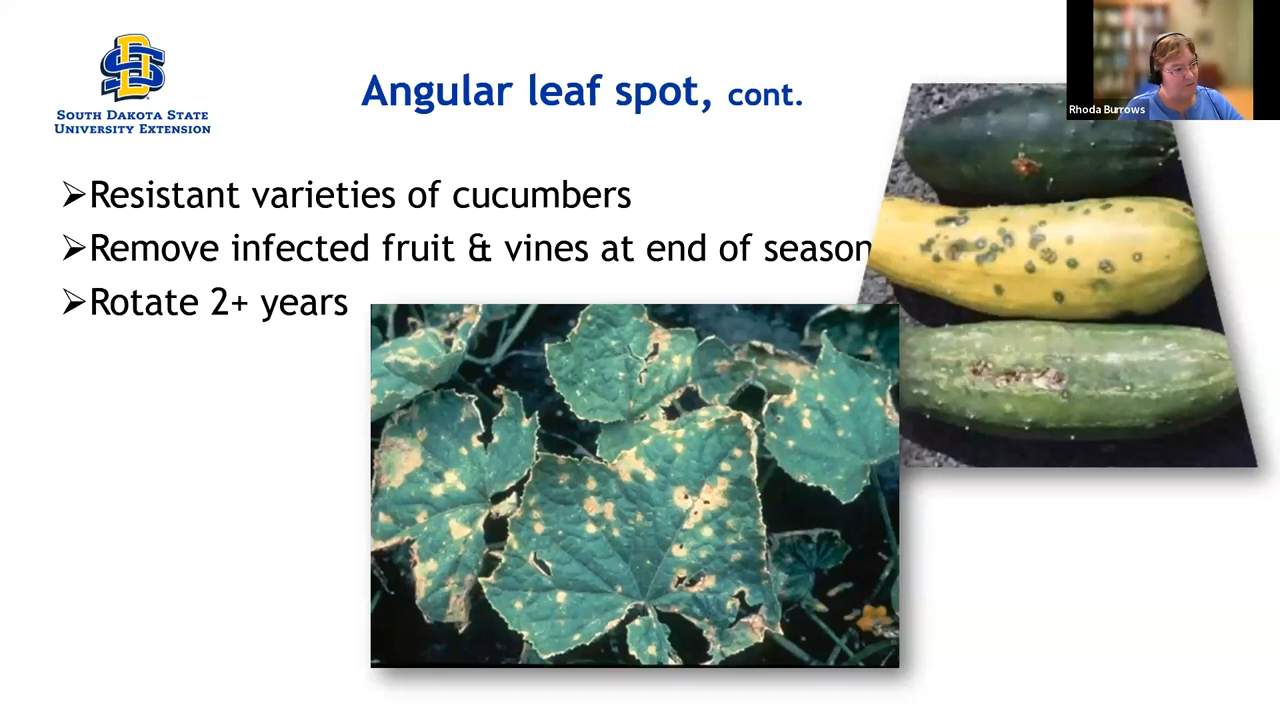 SOUTH DAKOTA STATE
UNIVERSITY EXTENSION
Angular leaf spot, cont.
Rhoda Burrows
➢Resistant varieties of cucumbers
➢Remove infected fruit & vines at end of season
➢Rotate 2+ years